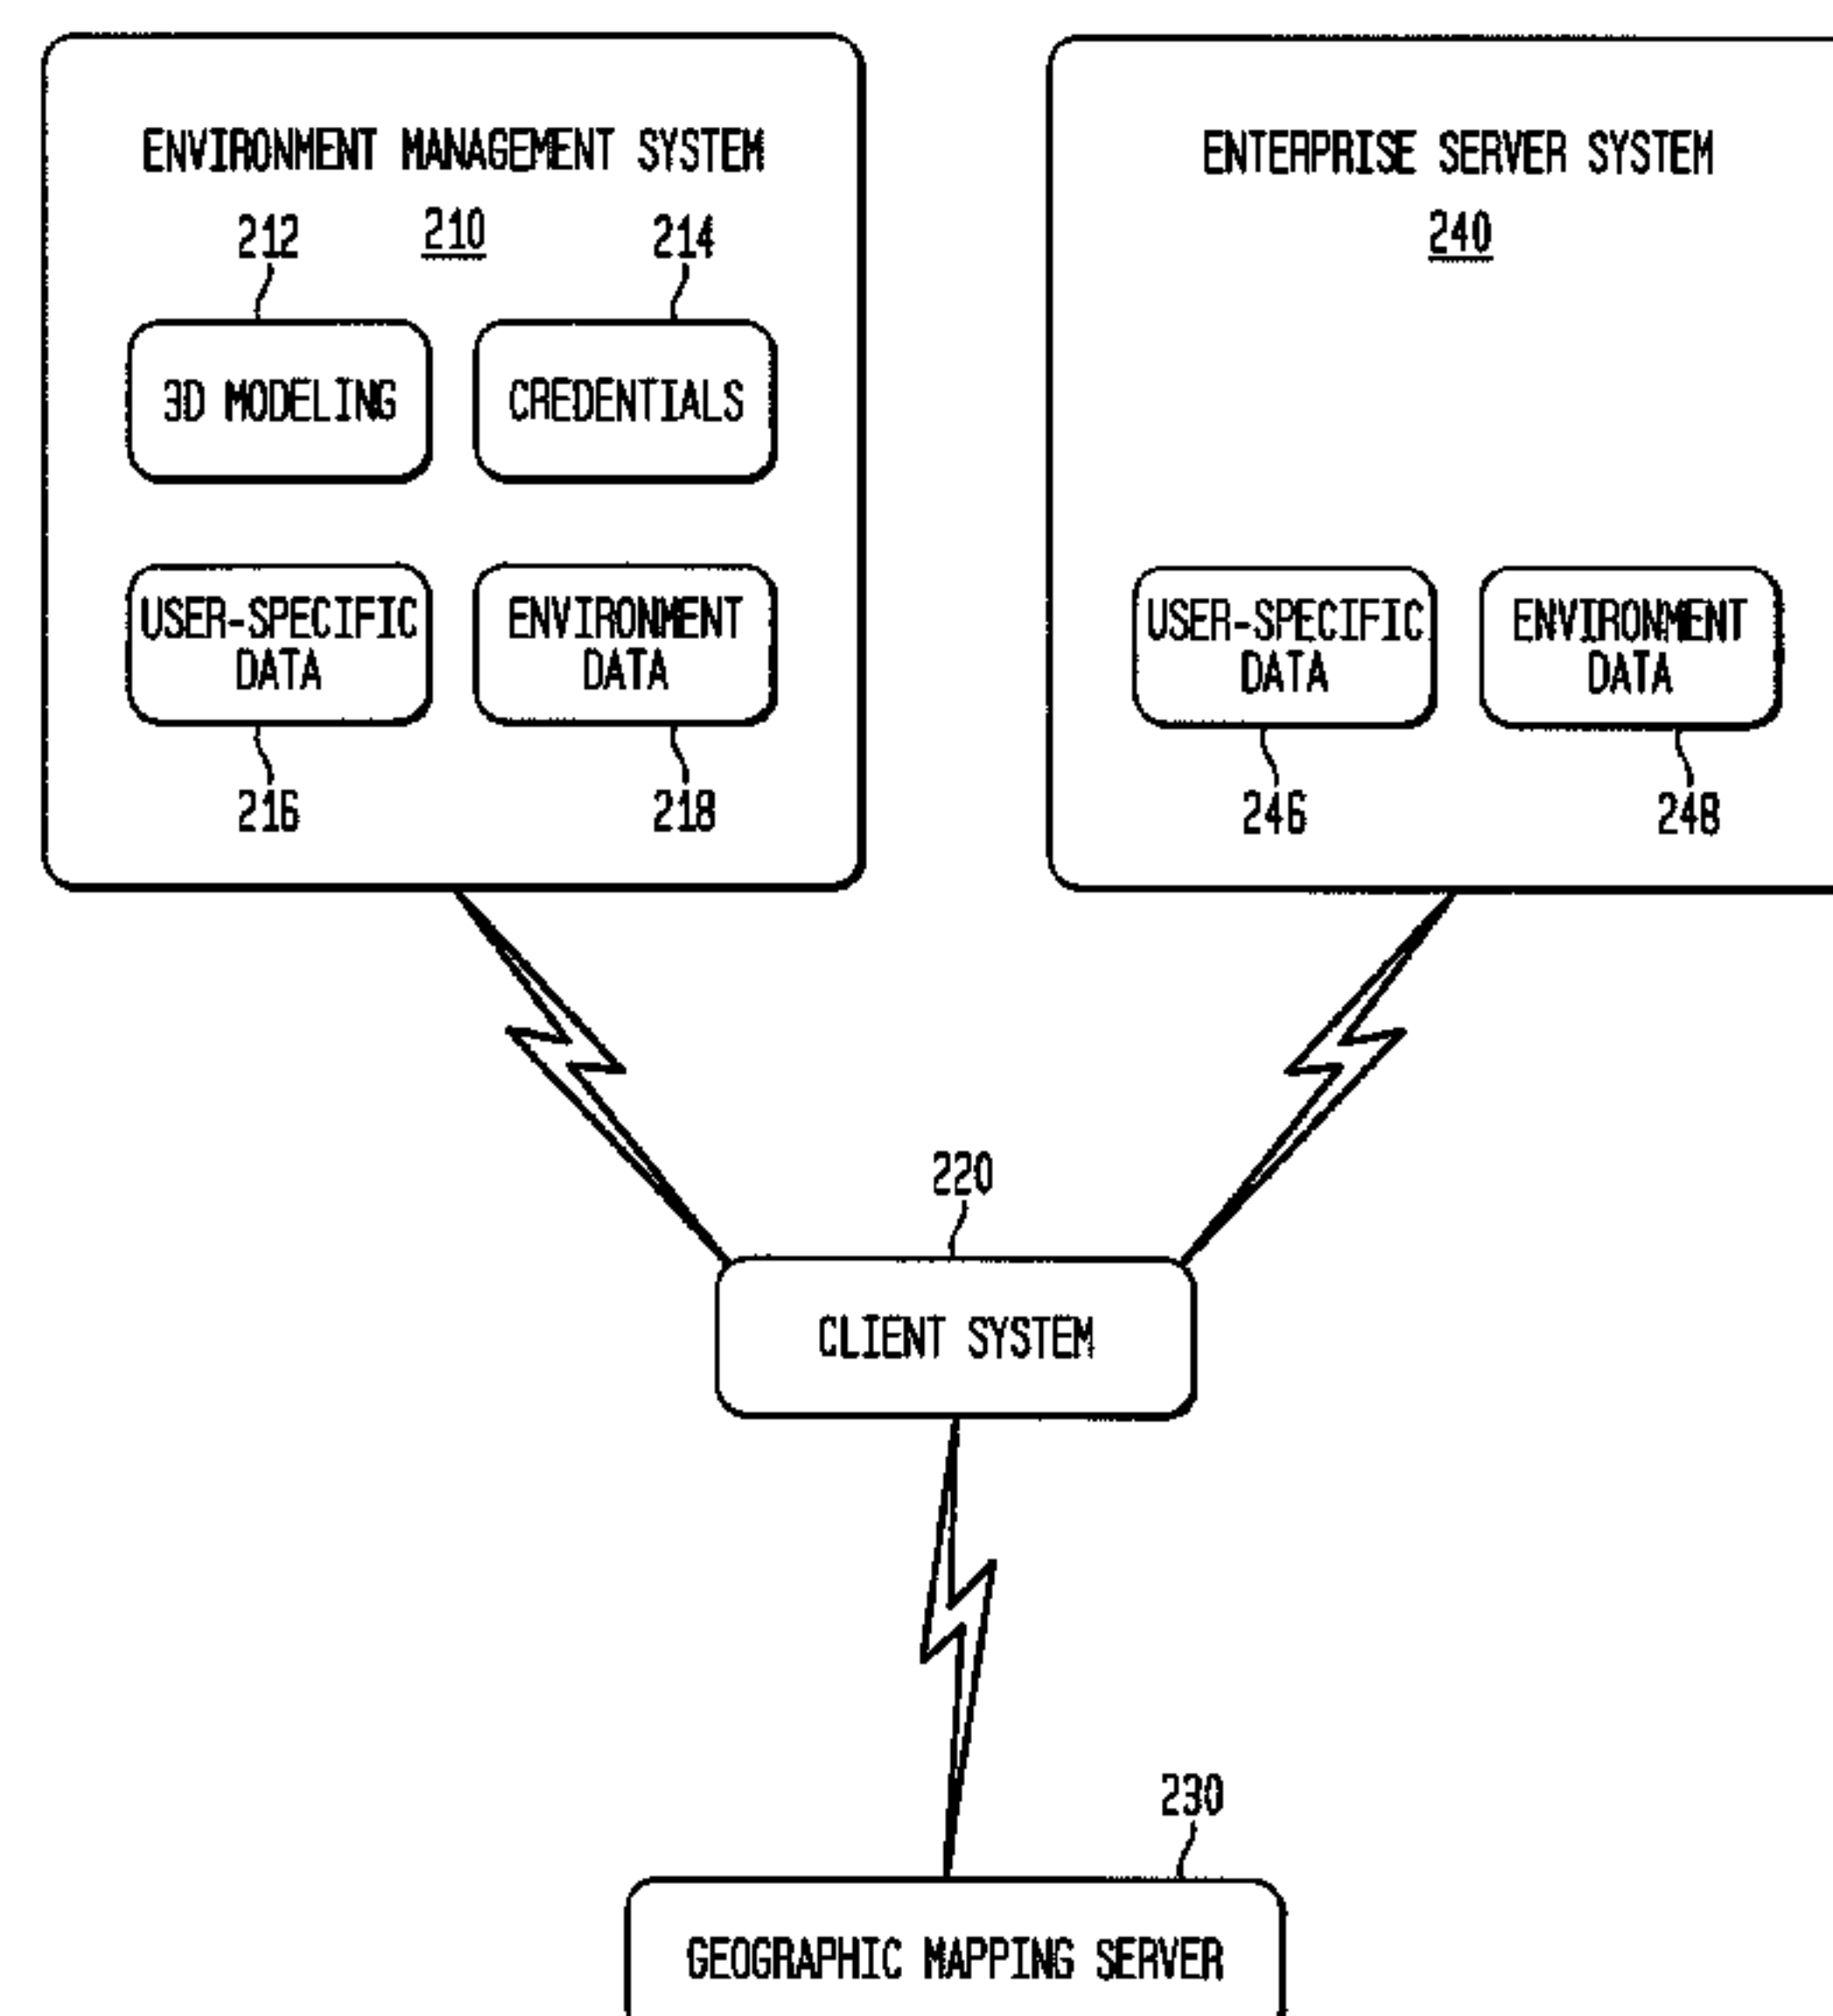 ENVIRONMENT MANAGEMENT SYSTEM
210
212
214
3D MODELING
CREDENTIALS
USER-SPECIFIC
DATA
ENVIRONMENT
DATA
216
218
ENTERPRISE SERVER SYSTEM
240
USER-SPECIFIC
DATA
ENVIRONMENT
DATA
246
248
220
CLIENT SYSTEM
230
GEOGRAPHIC MAPPING SERVER